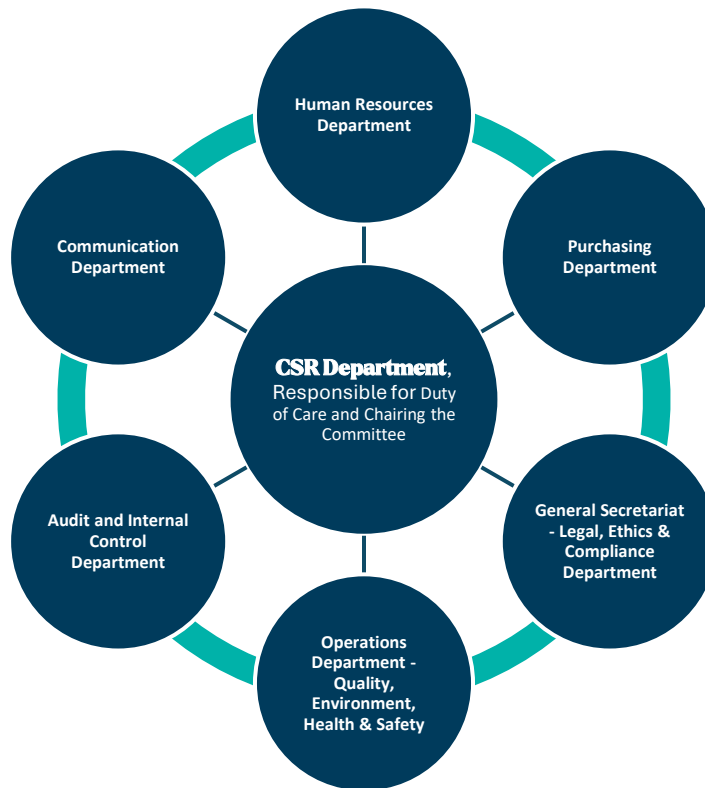 Human Resources
Department
Communication
Department
Purchasing
Department
CSR Department,
Responsible for Duty
of Care and Chairing the
Committee
Audit and Internal
Control
Department
General Secretariat
- Legal, Ethics &
Compliance
Department
Operations
Department -
Quality,
Environment,
Health & Safety